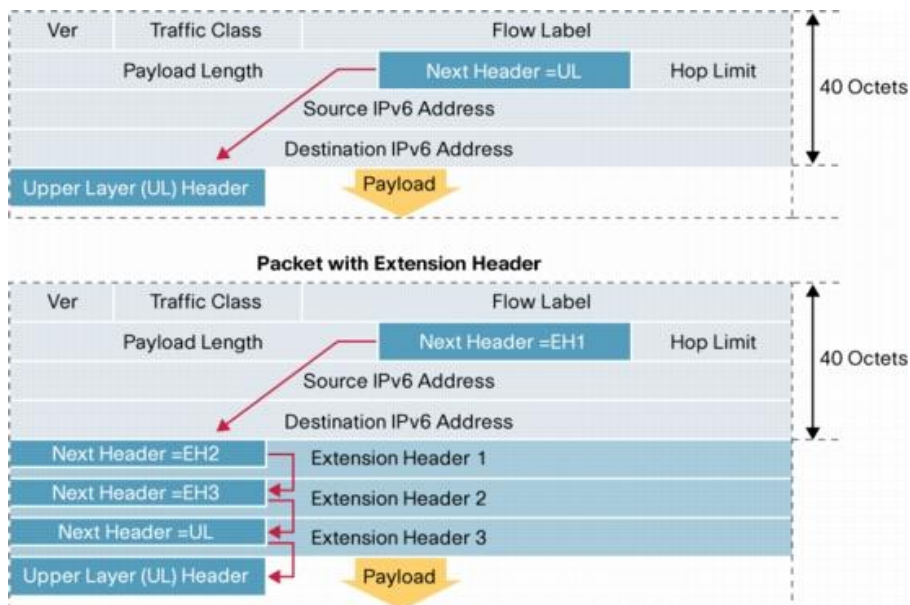 Ver Traffic Class Flow Label
Payload Length Next Header =UL Hop Limit
40 Octets
Source IPv6 Address
Destination IPv6 Address
Upper Layer (UL) Header Payload
Packet with Extension Header
Ver Traffic Class Flow Label
Payload Length Next Header =EH1 Hop Limit
40 Octets
Source IPv6 Address
Destination IPv6 Address
Next Header =EH2 Extension Header 1
Next Header =EH3 Extension Header 2
Next Header =UL Extension Header 3
Upper Layer (UL) Header Payload